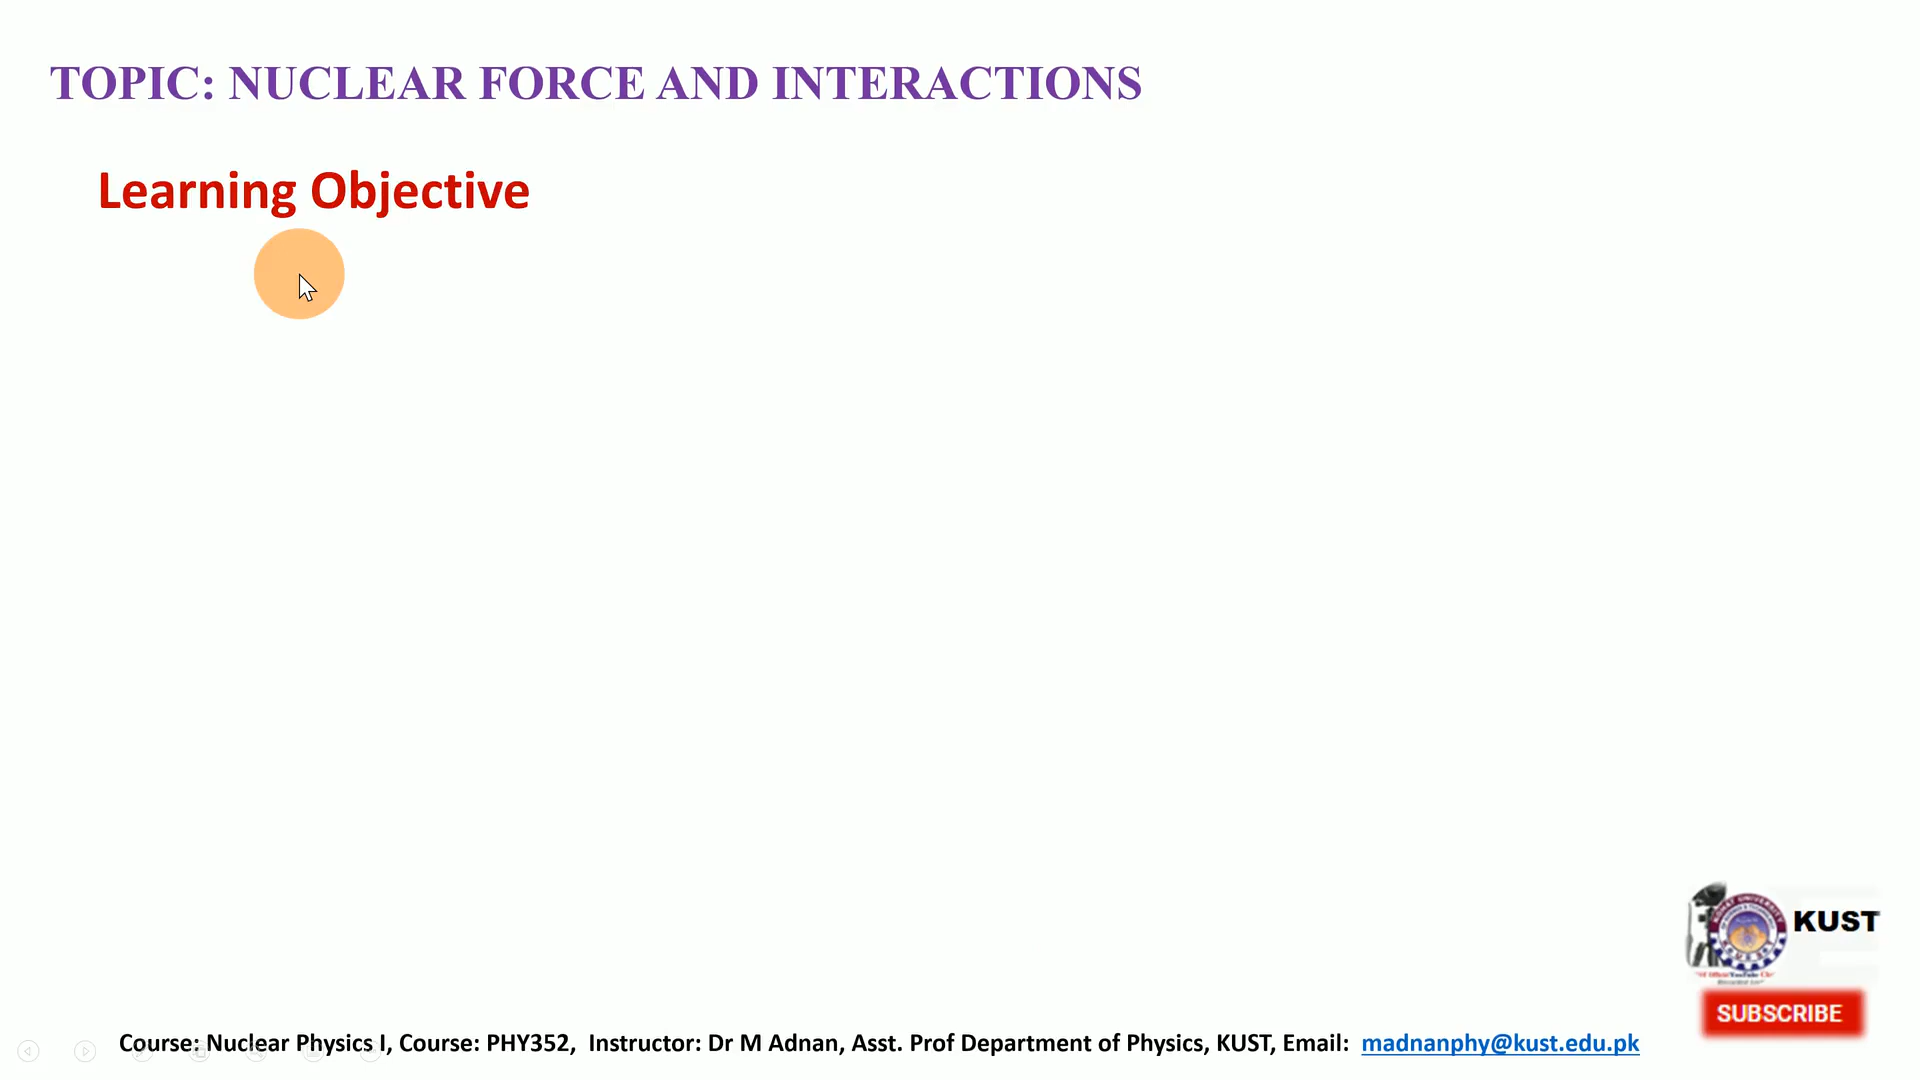 TOPIC: NUCLEAR FORCE AND INTERACTIONS
Learning Objective
KUST
SUBSCRIBE
Course: Nuclear Physics I, Course: PHY352, Instructor: Dr M Adnan, Asst. Prof Department of Physics, KUST, Email: madnanphy@kust.edu.pk